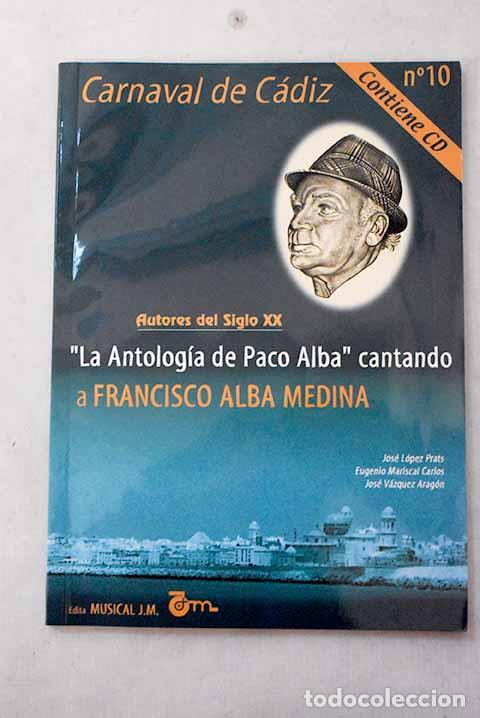 Carnaval de Cádiz
nº10
Contiene CD
Autores del Siglo XX
"La Antología de Paco Alba" cantando
a FRANCISCO ALBA MEDINA
José López Prats
Eugenio Mariscal Carlos
José Vázquez Aragón
Edita MUSICAL J.M.
Jm
todocoleccion